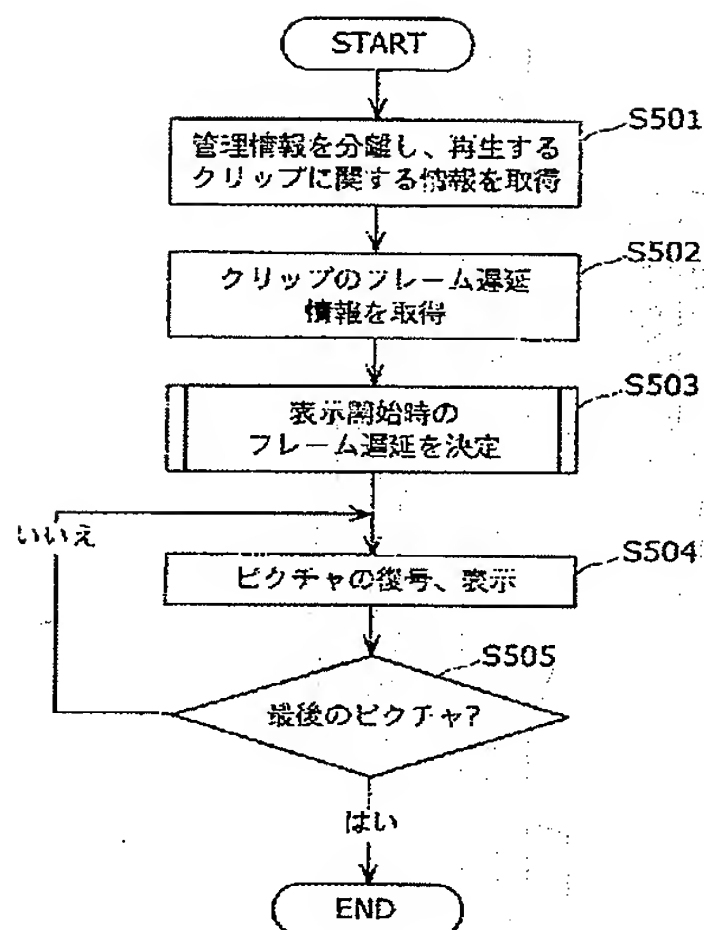 START
S501
管理情報を分離し、再生する
クリップに関する情報を取得
S502
クリップのフレーム遅延
情報を取得
S503
表示開始時の
フレーム遅延を決定
いいえ
S504
ピクチャの復号、表示
S505
最後のピクチャ?
はい
END